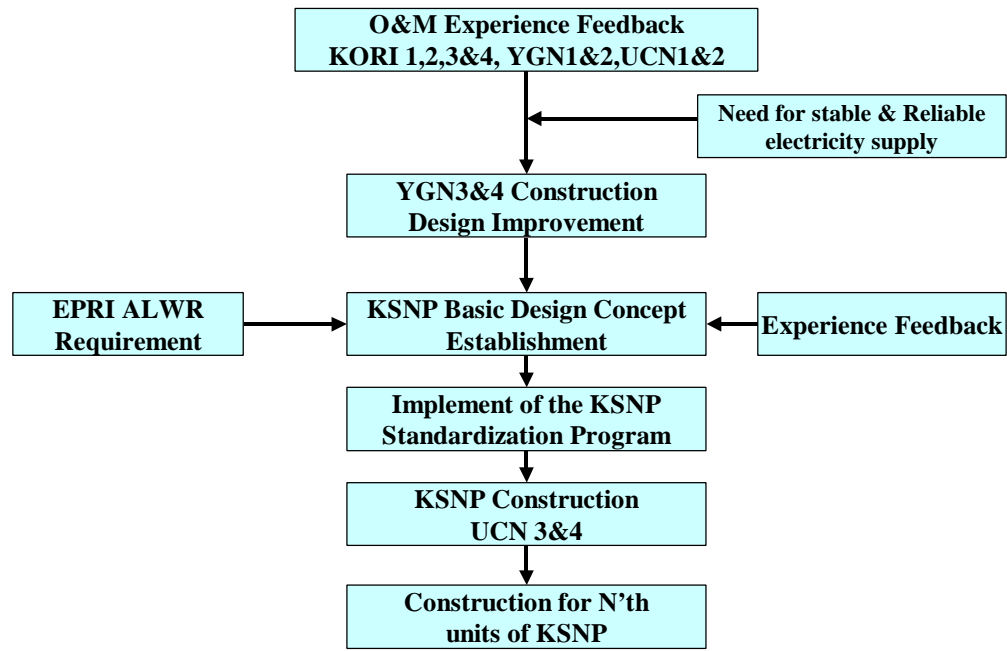 O&M Experience Feedback
KORI 1,2,3&4, YGN1&2,UCN1&2
Need for stable & Reliable
electricity supply
YGN3&4 Construction
Design Improvement
EPRI ALWR
Requirement
KSNP Basic Design Concept
Establishment
Experience Feedback
Implement of the KSNP
Standardization Program
KSNP Construction
UCN 3&4
Construction for N'th
units of KSNP